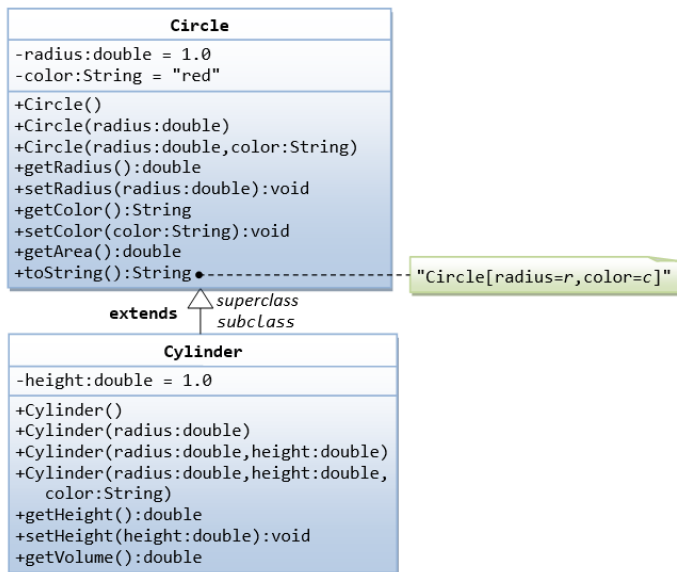 Circle
-radius:double = 1.0
-color:String = "red"
+Circle()
+Circle(radius:double)
+Circle(radius:double,color:String)
+getRadius():double
+setRadius(radius:double):void
+getColor():String
+setColor(color:String):void
+getArea():double
+toString():String
"Circle[radius=r,color=c]"
superclass
extends
subclass
Cylinder
-height:double = 1.0
+Cylinder()
+Cylinder(radius:double)
+Cylinder(radius:double,height:double)
+Cylinder(radius:double,height:double,
color:String)
+getHeight():double
+setHeight(height:double):void
+getVolume():double